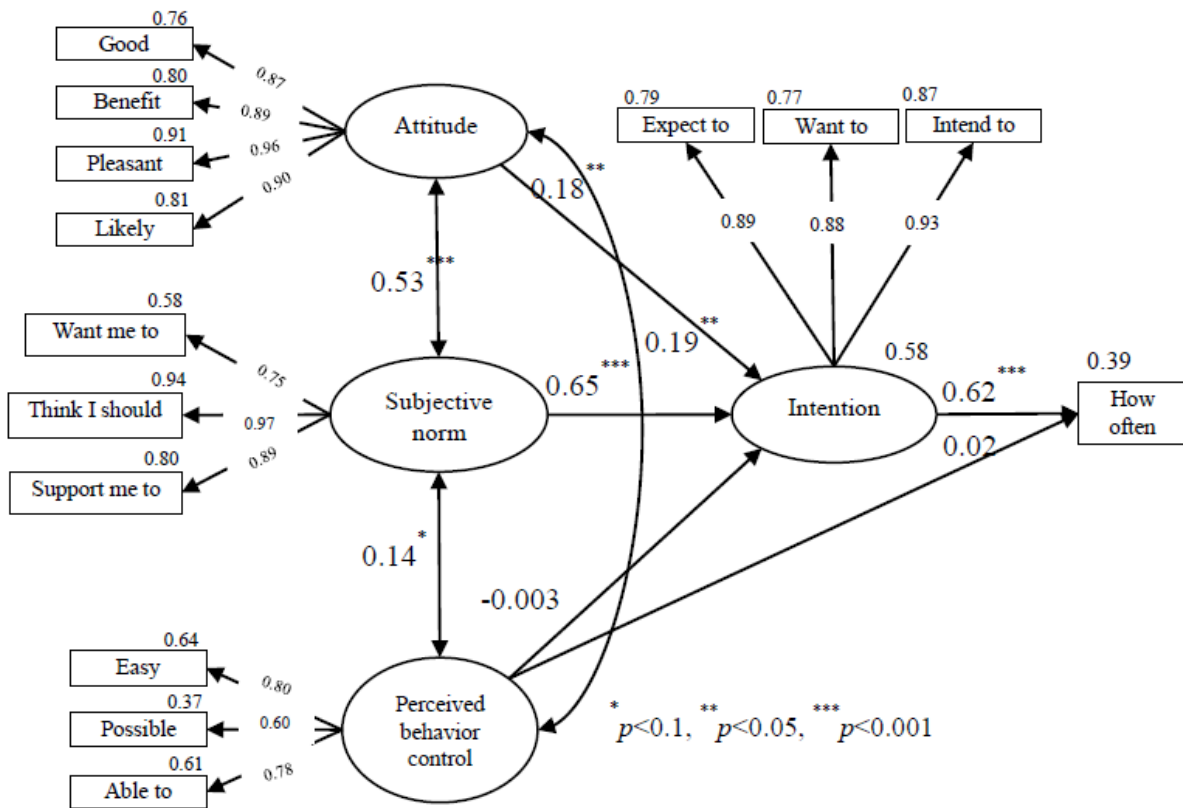 0.76
Good
0.87
0.80
Benefit
0.89
0.91
Pleasant
0.96
0.81
Likely
0.90
Attitude
0.79
Expect to
0.77
Want to
0.87
Intend to
0.89
0.88
0.93
0.18**
0.53***
0.19**
0.58
Want me to
0.75
0.94
Think I should
0.97
0.80
Support me to
0.89
Subjective
norm
0.65***
0.58
Intention
0.62***
0.39
How
often
0.02
0.14*
-0.003
0.64
Easy
0.80
0.37
Possible
0.60
0.61
Able to
0.78
Perceived
behavior
control
*p<0.1, **p<0.05, ***p<0.001